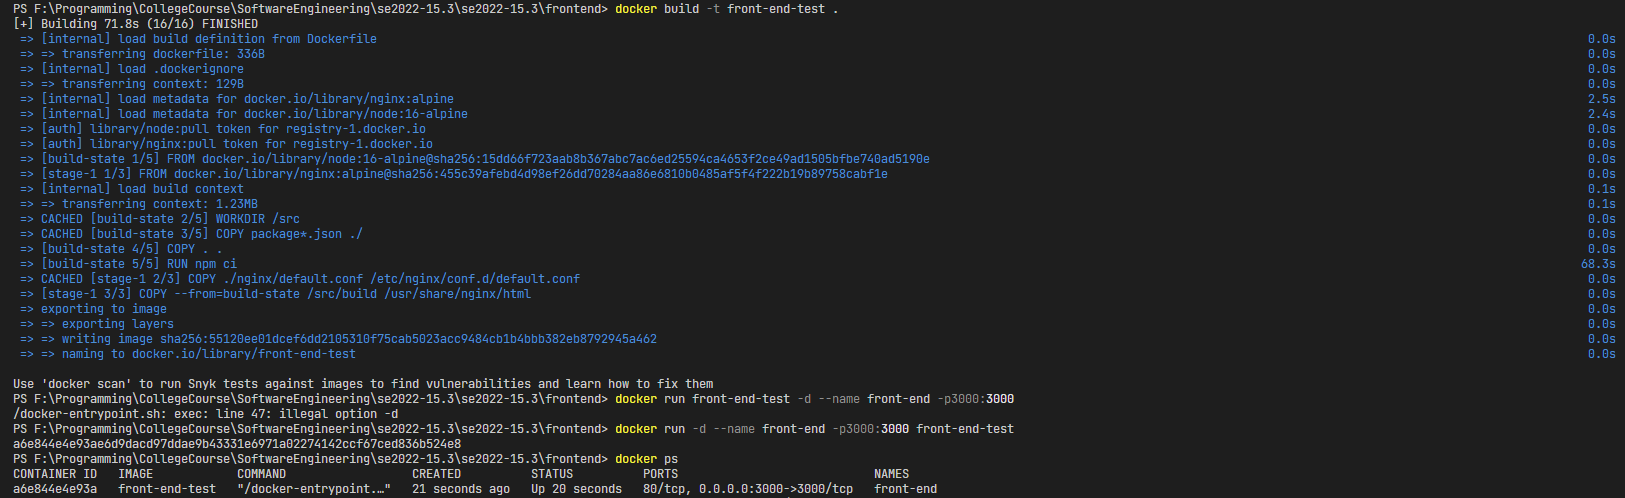 PS F:\Programming\CollegeCourse\SoftwareEngineering\se2022-15.3\se2022-15.3\frontend> docker build -t front-end-test .
[+] Building 71.8s (16/16) FINISHED
=> [internal] load build definition from Dockerfile 0.0s
=> => transferring dockerfile: 336B 0.0s
=> [internal] load .dockerignore 0.0s
=> => transferring context: 129B 0.0s
=> [internal] load metadata for docker.io/library/nginx:alpine 2.5s
=> [internal] load metadata for docker.io/library/node:16-alpine 2.4s
=> [auth] library/node:pull token for registry-1.docker.io 0.0s
=> [auth] library/nginx:pull token for registry-1.docker.io 0.0s
=> [build-state 1/5] FROM docker.io/library/node:16-alpine@sha256:15dd66f723aab8b367abc7ac6ed25594ca4653f2ce49ad1505bfbe740ad5190e 0.0s
=> [stage-1 1/3] FROM docker.io/library/nginx:alpine@sha256:455c39afebd4d98ef26dd70284aa86e6810b0485af5f4f222b19b89758cabf1e 0.0s
=> [internal] load build context 0.1s
=> => transferring context: 1.23MB 0.1s
=> CACHED [build-state 2/5] WORKDIR /src 0.0s
=> CACHED [build-state 3/5] COPY package*.json ./ 0.0s
=> [build-state 4/5] COPY . . 0.0s
=> [build-state 5/5] RUN npm ci 68.3s
=> CACHED [stage-1 2/3] COPY ./nginx/default.conf /etc/nginx/conf.d/default.conf 0.0s
=> [stage-1 3/3] COPY --from=build-state /src/build /usr/share/nginx/html 0.0s
=> exporting to image 0.0s
=> => exporting layers 0.0s
=> => writing image sha256:55120ee01dcef6dd2105310f75cab5023acc9484cb1b4bbb382eb8792945a462 0.0s
=> => naming to docker.io/library/front-end-test 0.0s
Use 'docker scan' to run Snyk tests against images to find vulnerabilities and learn how to fix them
PS F:\Programming\CollegeCourse\SoftwareEngineering\se2022-15.3\se2022-15.3\frontend> docker run front-end-test -d --name front-end -p3000:3000
/docker-entrypoint.sh: exec: line 47: illegal option -d
PS F:\Programming\CollegeCourse\SoftwareEngineering\se2022-15.3\se2022-15.3\frontend> docker run -d --name front-end -p3000:3000 front-end-test
a6e844e4e93ae6d9dacd97ddae9b43331e6971a02274142ccf67ced836b524e8
PS F:\Programming\CollegeCourse\SoftwareEngineering\se2022-15.3\se2022-15.3\frontend> docker ps
CONTAINER ID IMAGE COMMAND CREATED STATUS PORTS NAMES
a6e844e4e93a front-end-test "/docker-entrypoint.…" 21 seconds ago Up 20 seconds 80/tcp, 0.0.0.0:3000->3000/tcp front-end